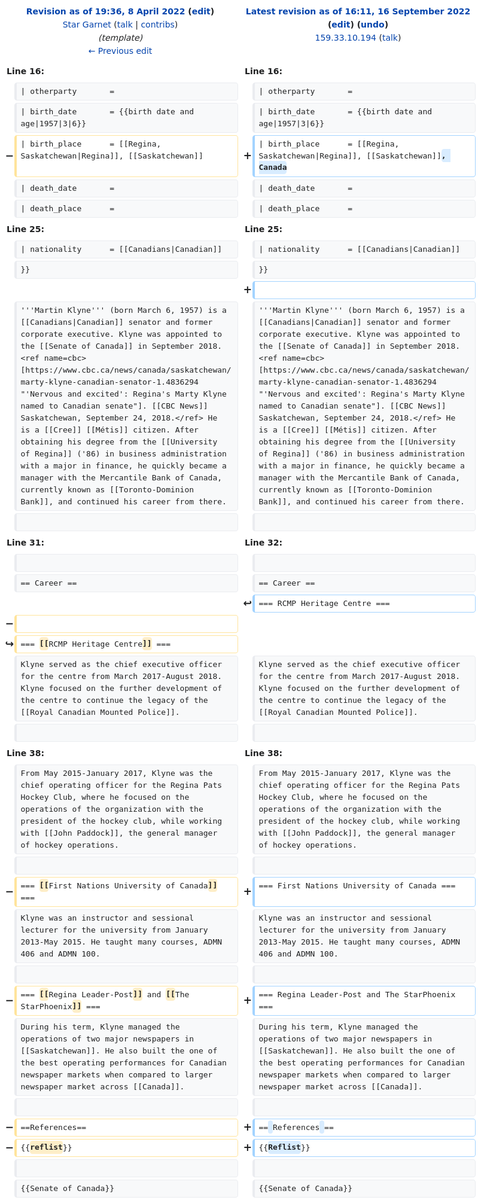 Revision as of 19:36, 8 April 2022 (edit)
Star Garnet (talk | contribs)
(template)
← Previous edit
Latest revision as of 16:11, 16 September 2022
(edit) (undo)
159.33.10.194 (talk)
Line 16:
Line 16:
| otherparty      =
| otherparty      =
| birth_date      = {{birth date and
age|1957|3|6}}
| birth_date      = {{birth date and
age|1957|3|6}}
−
| birth_place     = [[Regina,
Saskatchewan|Regina]], [[Saskatchewan]]
+
| birth_place     = [[Regina,
Saskatchewan|Regina]], [[Saskatchewan]],
Canada
| death_date      =
| death_date      =
| death_place     =
| death_place     =
Line 25:
Line 25:
| nationality     = [[Canadians|Canadian]]
| nationality     = [[Canadians|Canadian]]
}}
}}
+
'''Martin Klyne''' (born March 6, 1957) is a
[[Canadians|Canadian]] senator and former
corporate executive. Klyne was appointed to
the [[Senate of Canada]] in September 2018.
<ref name=cbc>
[https://www.cbc.ca/news/canada/saskatchewan/
marty-klyne-canadian-senator-1.4836294
"'Nervous and excited': Regina's Marty Klyne
named to Canadian senate"]. [[CBC News]]
Saskatchewan, September 24, 2018.</ref> He
is a [[Cree]] [[Métis]] citizen. After
obtaining his degree from the [[University
of Regina]] ('86) in business administration
with a major in finance, he quickly became a
manager with the Mercantile Bank of Canada,
currently known as [[Toronto-Dominion
Bank]], and continued his career from there.
'''Martin Klyne''' (born March 6, 1957) is a
[[Canadians|Canadian]] senator and former
corporate executive. Klyne was appointed to
the [[Senate of Canada]] in September 2018.
<ref name=cbc>
[https://www.cbc.ca/news/canada/saskatchewan/
marty-klyne-canadian-senator-1.4836294
"'Nervous and excited': Regina's Marty Klyne
named to Canadian senate"]. [[CBC News]]
Saskatchewan, September 24, 2018.</ref> He
is a [[Cree]] [[Métis]] citizen. After
obtaining his degree from the [[University
of Regina]] ('86) in business administration
with a major in finance, he quickly became a
manager with the Mercantile Bank of Canada,
currently known as [[Toronto-Dominion
Bank]], and continued his career from there.
Line 31:
Line 32:
== Career ==
== Career ==
↩
=== RCMP Heritage Centre ===
−
↪
=== [[RCMP Heritage Centre]] ===
Klyne served as the chief executive officer
for the centre from March 2017-August 2018.
Klyne focused on the further development of
the centre to continue the legacy of the
[[Royal Canadian Mounted Police]].
Klyne served as the chief executive officer
for the centre from March 2017-August 2018.
Klyne focused on the further development of
the centre to continue the legacy of the
[[Royal Canadian Mounted Police]].
Line 38:
Line 38:
From May 2015-January 2017, Klyne was the
chief operating officer for the Regina Pats
Hockey Club, where he focused on the
operations of the organization with the
president of the hockey club, while working
with [[John Paddock]], the general manager
of hockey operations.
From May 2015-January 2017, Klyne was the
chief operating officer for the Regina Pats
Hockey Club, where he focused on the
operations of the organization with the
president of the hockey club, while working
with [[John Paddock]], the general manager
of hockey operations.
−
=== [[First Nations University of Canada]]
===
+
=== First Nations University of Canada ===
Klyne was an instructor and sessional
lecturer for the university from January
2013-May 2015. He taught many courses, ADMN
406 and ADMN 100.
Klyne was an instructor and sessional
lecturer for the university from January
2013-May 2015. He taught many courses, ADMN
406 and ADMN 100.
−
=== [[Regina Leader-Post]] and [[The
StarPhoenix]] ===
+
=== Regina Leader-Post and The StarPhoenix
===
During his term, Klyne managed the
operations of two major newspapers in
[[Saskatchewan]]. He also built the one of
the best operating performances for Canadian
newspaper markets when compared to larger
newspaper market across [[Canada]].
During his term, Klyne managed the
operations of two major newspapers in
[[Saskatchewan]]. He also built the one of
the best operating performances for Canadian
newspaper markets when compared to larger
newspaper market across [[Canada]].
−
==References==
+
== References ==
−
{{reflist}}
+
{{Reflist}}
{{Senate of Canada}}
{{Senate of Canada}}